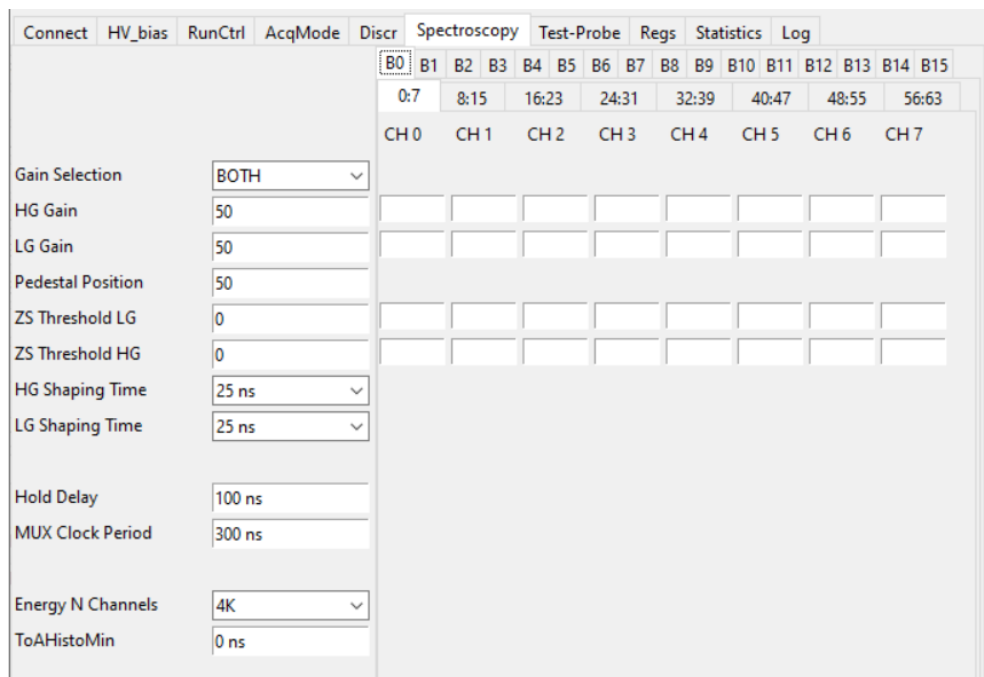 Connect HV_bias RunCtrl AcqMode Discr Spectroscopy Test-Probe Regs Statistics Log
B0 B1 B2 B3 B4 B5 B6 B7 B8 B9 B10 B11 B12 B13 B14 B15
0:7 8:15 16:23 24:31 32:39 40:47 48:55 56:63
CH 0 CH 1 CH 2 CH 3 CH 4 CH 5 CH 6 CH 7
Gain Selection BOTH
HG Gain 50
LG Gain 50
Pedestal Position 50
ZS Threshold LG 0
ZS Threshold HG 0
HG Shaping Time 25 ns
LG Shaping Time 25 ns
Hold Delay 100 ns
MUX Clock Period 300 ns
Energy N Channels 4K
ToAHistoMin 0 ns